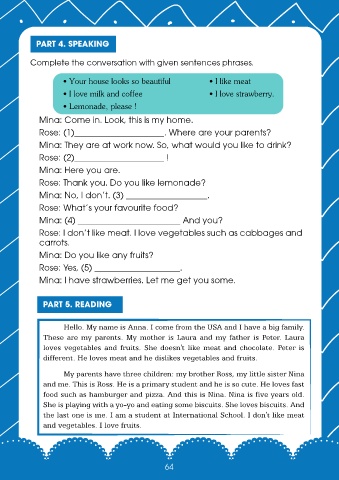 PART 4. SPEAKING
Complete the conversation with given sentences phrases.
• Your house looks so beautiful • I like meat
• I love milk and coffee • I love strawberry.
• Lemonade, please !
Mina: Come in. Look, this is my home.
Rose: (1)____________________. Where are your parents?
Mina: They are at work now. So, what would you like to drink?
Rose: (2)____________________ !
Mina: Here you are.
Rose: Thank you. Do you like lemonade?
Mina: No, I don't. (3) __________________.
Rose: What's your favourite food?
Mina: (4) ______________________ And you?
Rose: I don't like meat. I love vegetables such as cabbages and
carrots.
Mina: Do you like any fruits?
Rose: Yes, (5) ___________________.
Mina: I have strawberries. Let me get you some.
PART 5. READING
Hello. My name is Anna. I come from the USA and I have a big family.
These are my parents. My mother is Laura and my father is Peter. Laura
loves vegetables and fruits. She doesn't like meat and chocolate. Peter is
different. He loves meat and he dislikes vegetables and fruits.
My parents have three children: my brother Ross, my little sister Nina
and me. This is Ross. He is a primary student and he is so cute. He loves fast
food such as hamburger and pizza. And this is Nina. Nina is five years old.
She is playing with a yo-yo and eating some biscuits. She loves biscuits. And
the last one is me. I am a student at International School. I don't like meat
and vegetables. I love fruits.
64